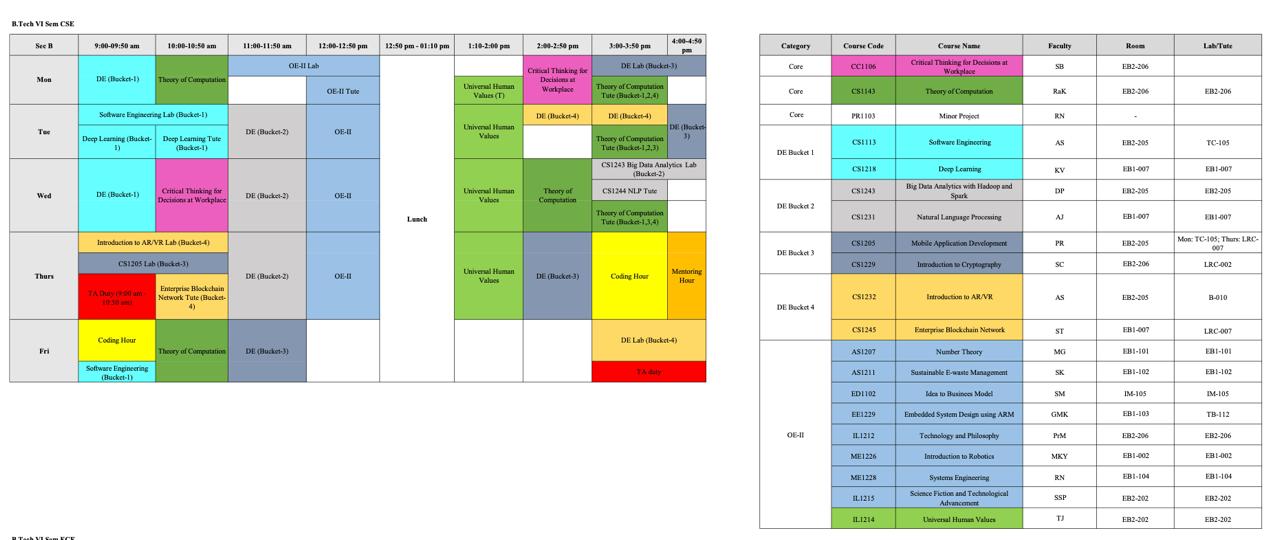 B.Tech VI Sem CSE
Sec B 9:00-09:50 am 10:00-10:50 am 11:00-11:50 am 12:00-12:50 pm 12:50 pm - 01:10 pm 1:10-2:00 pm 2:00-2:50 pm 3:00-3:50 pm 4:00-4:50
pm
Mon
DE (Bucket-1)
Theory of Computation
OE-II Lab
OE-II Tute
Universal Human
Values (T)
Critical Thinking for
Decisions at
Workplace
DE Lab (Bucket-3)
Theory of Computation
Tute (Bucket-1,2,4)
Tue
Software Engineering Lab (Bucket-1)
Deep Learning (Bucket-
1)
Deep Learning Tute
(Bucket-1)
DE (Bucket-2)
OE-II
Universal Human
Values
DE (Bucket-4)
DE (Bucket-4)
Theory of Computation
Tute (Bucket-1,2,3)
DE (Bucket-
3)
Wed
DE (Bucket-1)
Critical Thinking for
Decisions at Workplace
OE-II
Lunch
Universal Human
Values
Theory of
Computation
CS1243 Big Data Analytics Lab
(Bucket-2)
CS1244 NLP Tute
Theory of Computation
Tute (Bucket-1,3,4)
Thurs
Introduction to AR/VR Lab (Bucket-4)
CS1205 Lab (Bucket-3)
TA Duty (9:00 am -
10:30 am)
Enterprise Blockchain
Network Tute (Bucket-
4)
DE (Bucket-2)
OE-II
Universal Human
Values
DE (Bucket-3)
Coding Hour
Mentoring
Hour
Fri
Coding Hour
Software Engineering
(Bucket-1)
Theory of Computation
DE (Bucket-3)
DE Lab (Bucket-4)
TA duty
Category Course Code Course Name Faculty Room Lab/Tute
Core CC1106 Critical Thinking for Decisions at
Workplace SB EB2-206
Core CS1143 Theory of Computation RaK EB2-206 EB2-206
Core PR1103 Minor Project RN -
DE Bucket 1
CS1113 Software Engineering AS EB2-205 TC-105
CS1218 Deep Learning KV EB1-007 EB1-007
DE Bucket 2
CS1243 Big Data Analytics with Hadoop and
Spark DP EB2-205 EB2-205
CS1231 Natural Language Processing AJ EB1-007 EB1-007
DE Bucket 3
CS1205 Mobile Application Development PR EB2-205 Mon: TC-105; Thurs: LRC-
007
CS1229 Introduction to Cryptography SC EB2-206 LRC-002
DE Bucket 4
CS1232 Introduction to AR/VR AS EB2-205 B-010
CS1245 Enterprise Blockchain Network ST EB1-007 LRC-007
OE-II
AS1207 Number Theory MG EB1-101 EB1-101
AS1211 Sustainable E-waste Management SK EB1-102 EB1-102
ED1102 Idea to Businees Model SM IM-105 IM-105
EE1229 Embedded System Design using ARM GMK EB1-103 TB-112
IL1212 Technology and Philosophy PrM EB2-206 EB2-206
ME1226 Introduction to Robotics MKY EB1-002 EB1-002
ME1228 Systems Engineering RN EB1-104 EB1-104
IL1215 Science Fiction and Technological
Advancement SSP EB2-202 EB2-202
IL1214 Universal Human Values TJ EB2-202 EB2-202
B.Tech VI Sem ECE